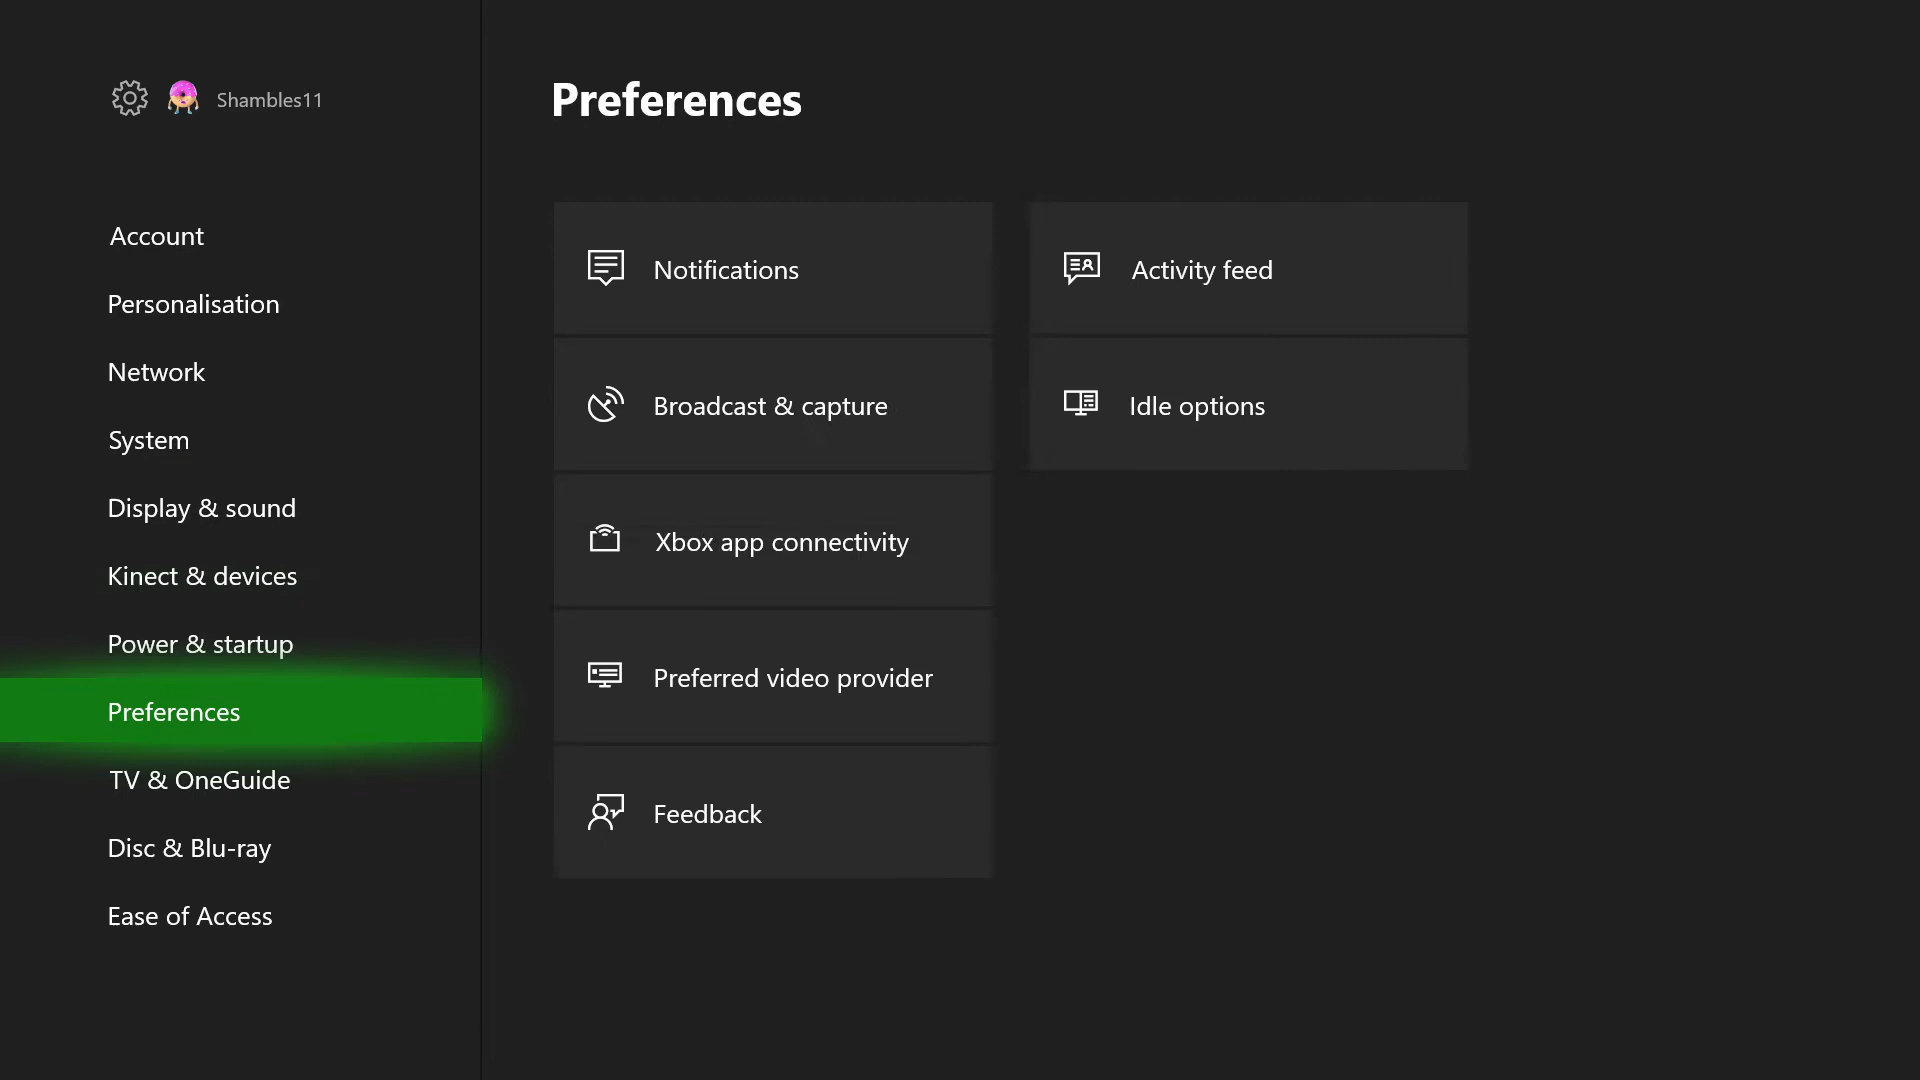 Shambles11
Account
Personalisation
Network
System
Display & sound
Kinect & devices
Power & startup
Preferences
TV & OneGuide
Disc & Blu-ray
Ease of Access
Preferences
Notifications
Broadcast & capture
Xbox app connectivity
Preferred video provider
Feedback
Activity feed
Idle options